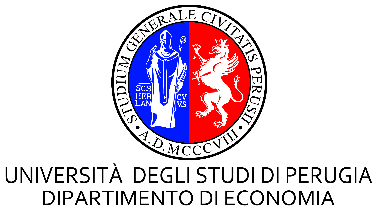 STUDIUM GENERALE CIVITATIS PERUSII
• A.D. MCCCVIII •
UNIVERSITÀ DEGLI STUDI DI PERUGIA
DIPARTIMENTO DI ECONOMIA